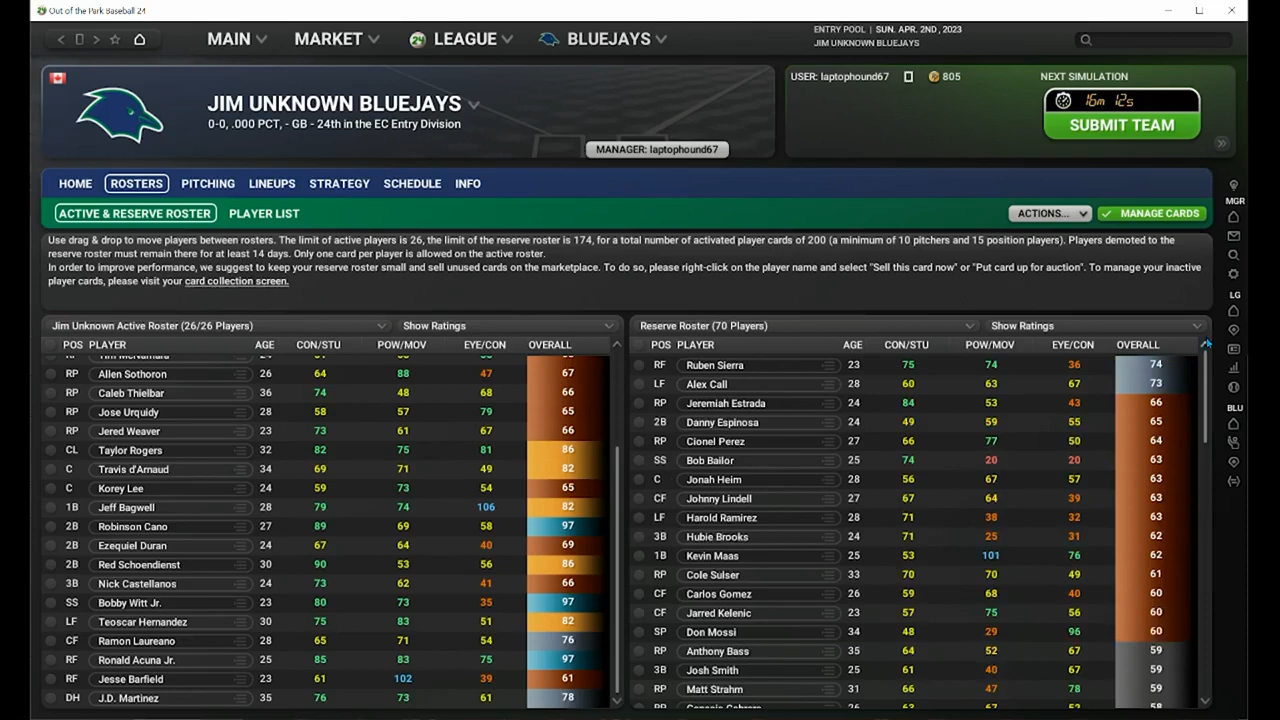 Out of the Park Baseball 24
MAIN
MARKET
LEAGUE
BLUEJAYS
ENTRY POOL | SUN. APR. 2ND, 2023
JIM UNKNOWN BLUEJAYS
JIM UNKNOWN BLUEJAYS
0-0, .000 PCT, - GB - 24th in the EC Entry Division
MANAGER: laptophound67
USER: laptophound67
805
NEXT SIMULATION
16m 12s
SUBMIT TEAM
HOME ROSTERS PITCHING LINEUPS STRATEGY SCHEDULE INFO
ACTIVE & RESERVE ROSTER PLAYER LIST
ACTIONS... MANAGE CARDS
Use drag & drop to move players between rosters. The limit of active players is 26, the limit of the reserve roster is 174, for a total number of activated player cards of 200 (a minimum of 10 pitchers and 15 position players). Players demoted to the
reserve roster must remain there for at least 14 days. Only one card per player is allowed on the active roster.
In order to improve performance, we suggest to keep your reserve roster small and sell unused cards on the marketplace. To do so, please right-click on the player name and select "Sell this card now" or "Put card up for auction". To manage your inactive
player cards, please visit your card collection screen.
Jim Unknown Active Roster (26/26 Players) Show Ratings
POS PLAYER AGE CON/STU POW/MOV EYE/CON OVERALL
RP Allen Sothoron 26 64 88 47 67
RP Caleb Thielbar 36 74 48 68 66
RP Jose Urquidy 28 58 57 79 65
RP Jered Weaver 23 73 61 67 66
CL Taylor Rogers 32 82 75 81 86
C Travis d'Arnaud 34 69 71 49 82
C Korey Lee 24 59 73 54 65
1B Jeff Bagwell 28 79 74 106 82
2B Robinson Cano 27 89 69 58 97
2B Ezequiel Duran 24 67 64 40 69
2B Red Schoendienst 30 90 53 56 86
3B Nick Castellanos 24 73 62 41 66
SS Bobby Witt Jr. 23 80 73 35 97
LF Teoscar Hernandez 30 75 83 51 82
CF Ramon Laureano 28 65 71 54 76
RF Ronald Acuna Jr. 25 85 83 75 97
RF Jesse Barfield 23 61 102 39 61
DH J.D. Martinez 35 76 73 61 78
Reserve Roster (70 Players) Show Ratings
POS PLAYER AGE CON/STU POW/MOV EYE/CON OVERALL
RF Ruben Sierra 23 75 74 36 74
LF Alex Call 28 60 63 67 73
RP Jeremiah Estrada 24 84 53 43 66
2B Danny Espinosa 24 49 59 55 65
RP Cionel Perez 27 66 77 50 64
SS Bob Bailor 25 74 20 20 63
C Jonah Heim 28 56 67 57 63
CF Johnny Lindell 27 67 64 39 63
LF Harold Ramirez 28 71 38 32 63
3B Hubie Brooks 24 71 25 31 62
1B Kevin Maas 25 53 101 76 62
RP Cole Sulser 33 70 70 49 61
CF Carlos Gomez 26 59 68 40 60
CF Jarred Kelenic 23 57 75 56 60
SP Don Mossi 34 48 29 96 60
RP Anthony Bass 35 64 52 67 59
3B Josh Smith 25 61 40 67 59
RP Matt Strahm 31 66 47 78 59
MGR
LG
BLU